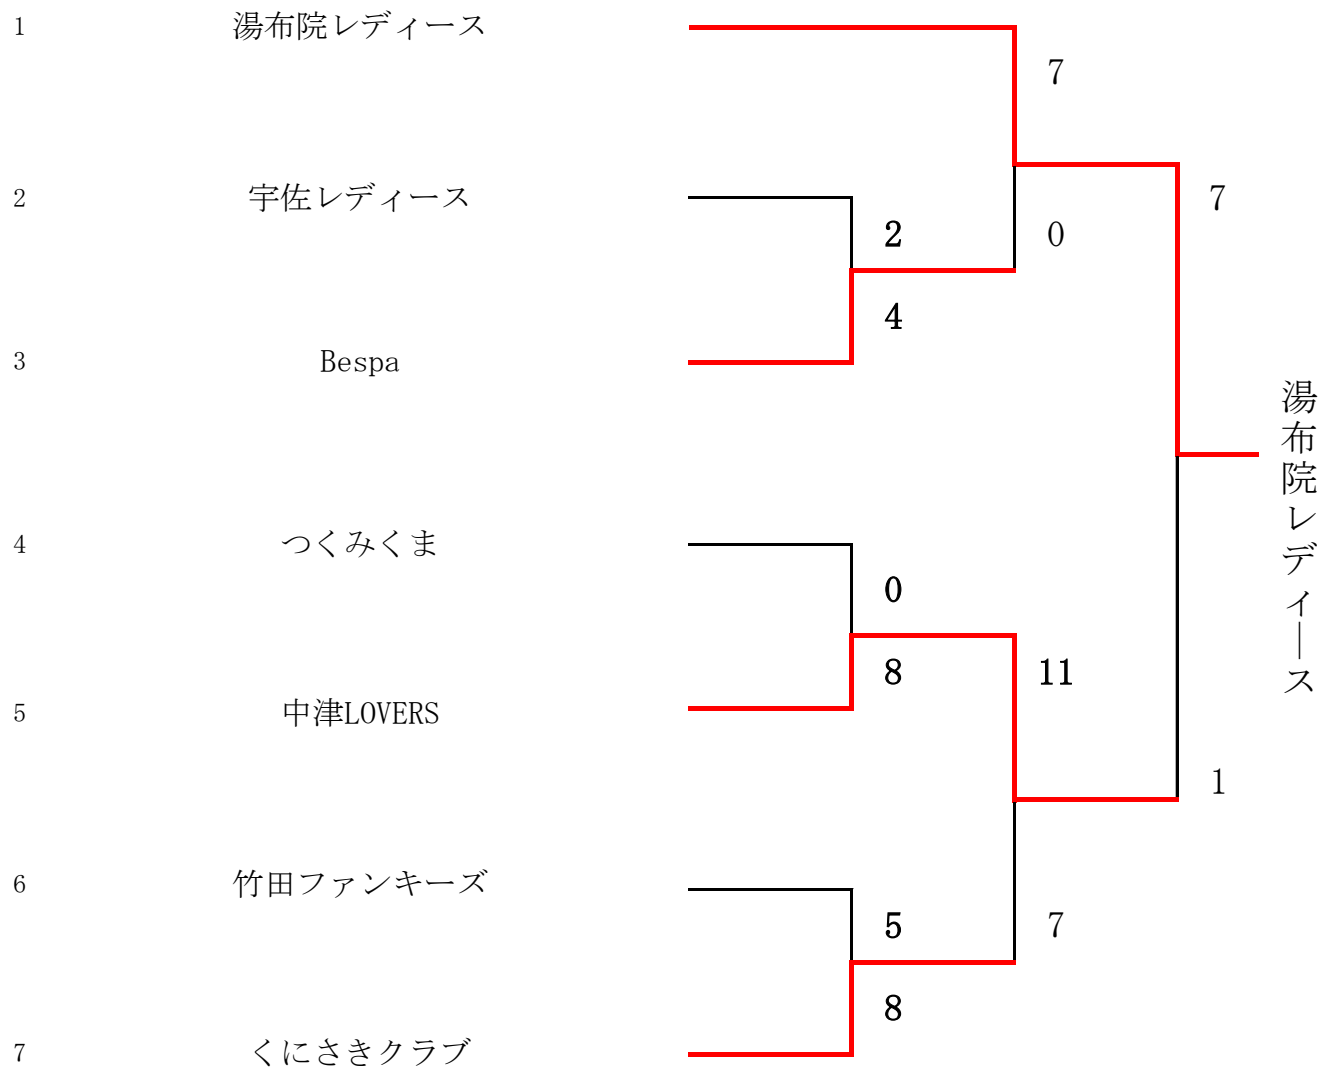 1 湯布院レディース
7
2 宇佐レディース
7
2
0
4
3 Bespa
湯布院レディース
4 つくみくま
0
8
11
5 中津LOVERS
1
6 竹田ファンキーズ
5
7
8
7 くにさきクラブ